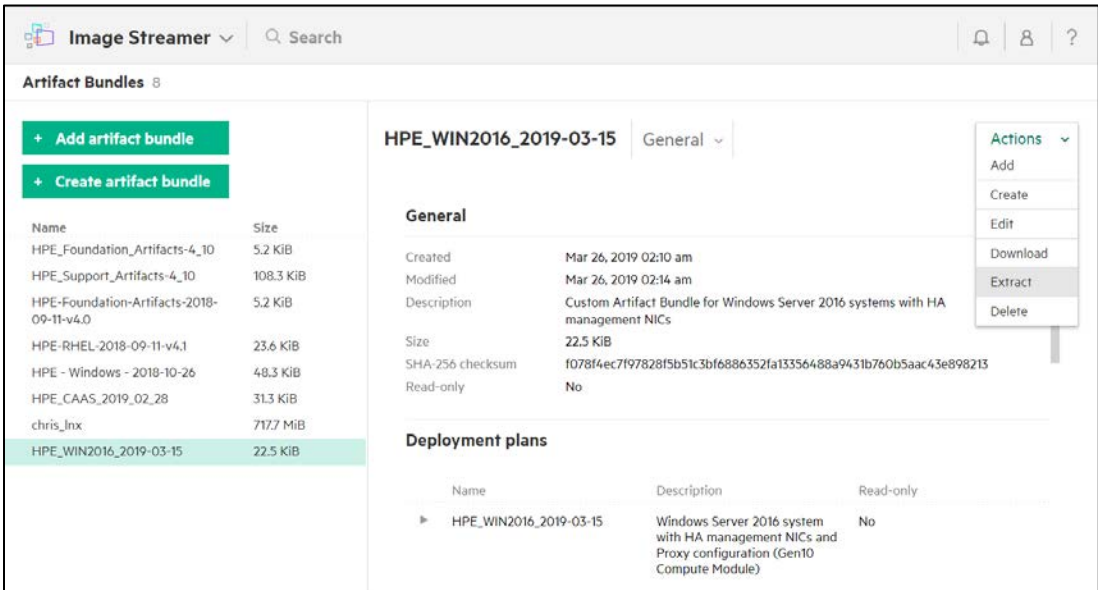 Image Streamer
Search
?
Artifact Bundles 8
+ Add artifact bundle
+ Create artifact bundle
Name Size
HPE_Foundation_Artifacts-4_10 5.2 KiB
HPE_Support_Artifacts-4_10 108.3 KiB
HPE-Foundation-Artifacts-2018- 5.2 KiB
09-11-v4.0
HPE-RHEL-2018-09-11-v4.1 23.6 KiB
HPE - Windows - 2018-10-26 48.3 KiB
HPE_CAAS_2019_02_28 31.3 KiB
chris_lnx 717.7 MiB
HPE_WIN2016_2019-03-15 22.5 KiB
HPE_WIN2016_2019-03-15 General
Actions
Add
Create
Edit
Download
Extract
Delete
General
Created Mar 26, 2019 02:10 am
Modified Mar 26, 2019 02:14 am
Description Custom Artifact Bundle for Windows Server 2016 systems with HA
management NICs
Size 22.5 KiB
SHA-256 checksum f078f4ec7f97828f5b51c3bf6886352fa13356488a9431b760b5aac43e898213
Read-only No
Deployment plans
Name Description Read-only
HPE_WIN2016_2019-03-15 Windows Server 2016 system No
with HA management NICs and
Proxy configuration (Gen10
Compute Module)